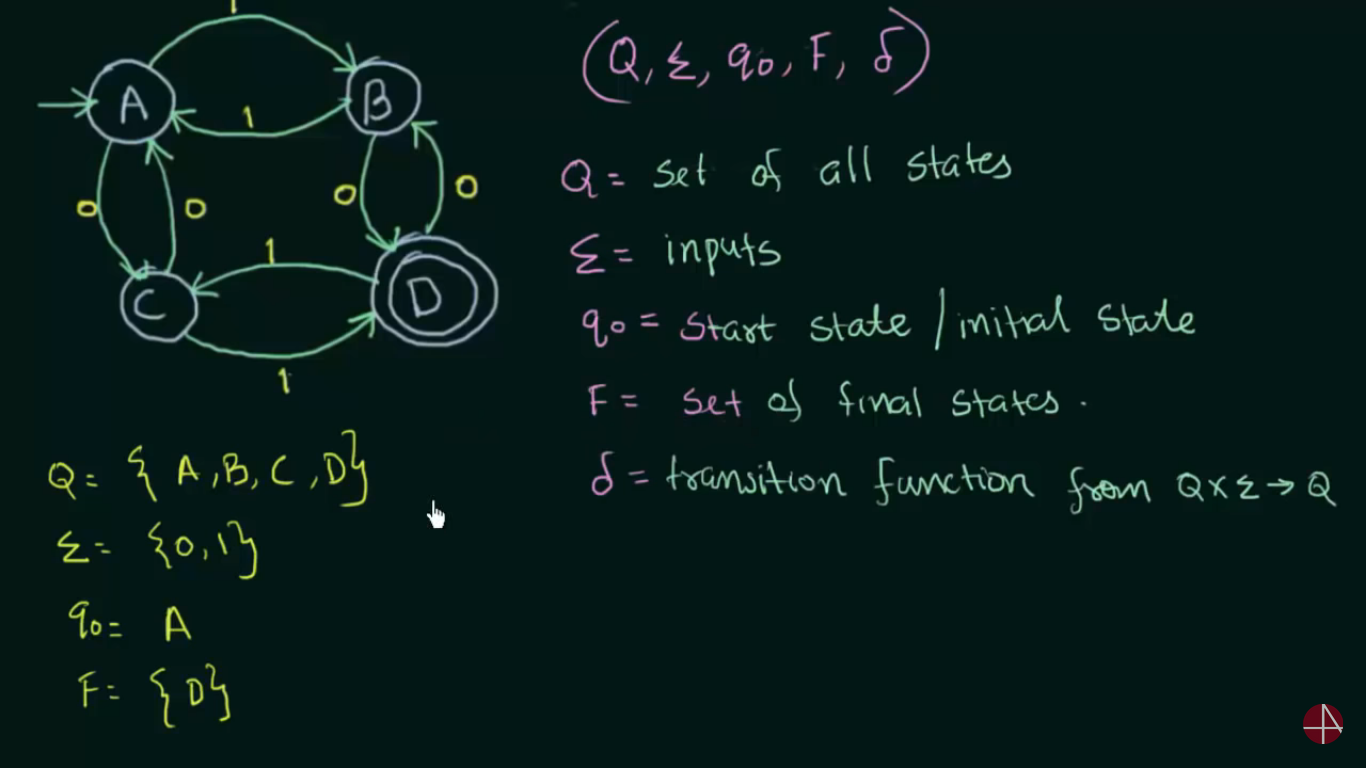 1
A
B
1
0
0
0
0
1
C
D
1
(Q, Σ, q0, F, δ)
Q = set of all states
Σ = inputs
q0 = Start state / initial state
F = Set of final states.
δ = transition function from Q × Σ → Q
Q = { A, B, C, D}
Σ = {0, 1}
q0 = A
F = {D}